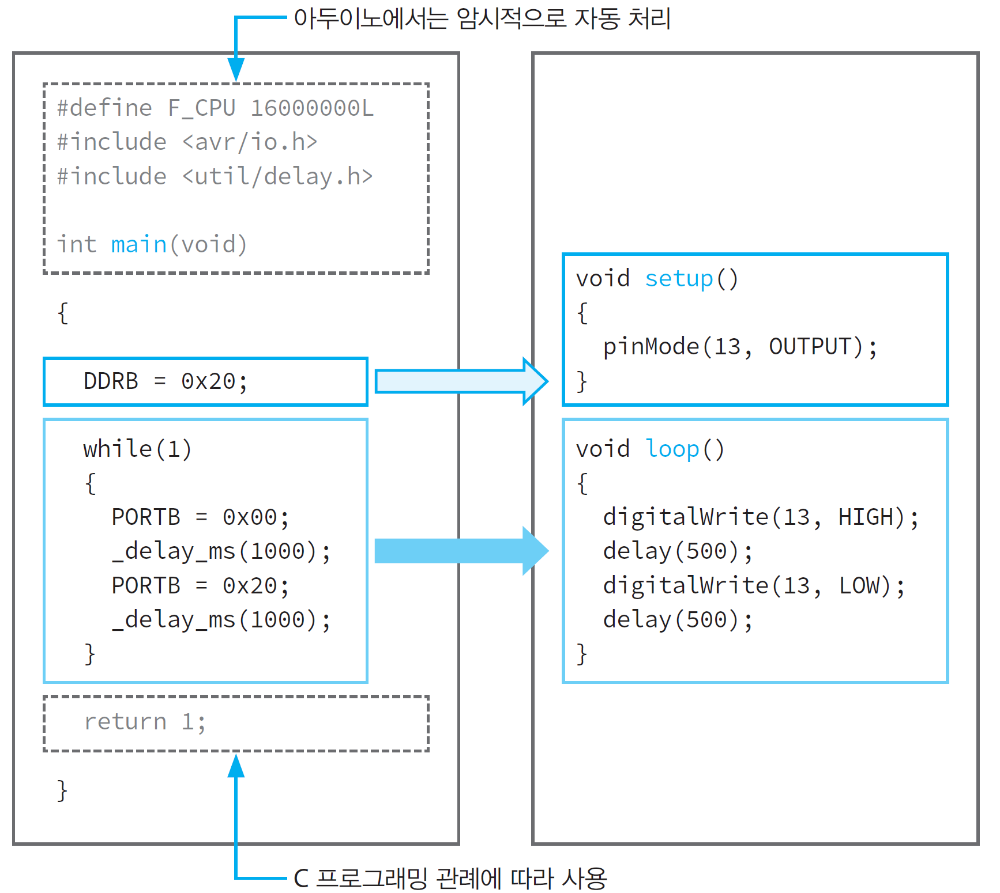 아두이노에서는 암시적으로 자동 처리
#define F_CPU 16000000L
#include <avr/io.h>
#include <util/delay.h>
int main(void)
{
DDRB = 0x20;
while(1)
{
PORTB = 0x00;
_delay_ms(1000);
PORTB = 0x20;
_delay_ms(1000);
}
return 1;
}
C 프로그래밍 관례에 따라 사용
void setup()
{
pinMode(13, OUTPUT);
}
void loop()
{
digitalWrite(13, HIGH);
delay(500);
digitalWrite(13, LOW);
delay(500);
}